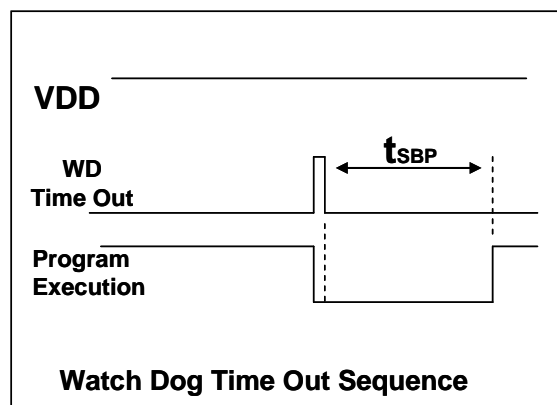 VDD
tSBP
WD
Time Out
Program
Execution
Watch Dog Time Out Sequence